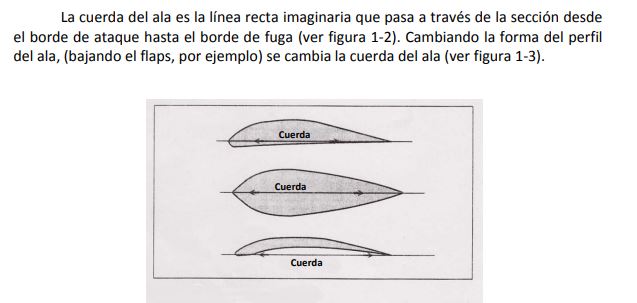 La cuerda del ala es la línea recta imaginaria que pasa a través de la sección desde
el borde de ataque hasta el borde de fuga (ver figura 1-2). Cambiando la forma del perfil
del ala, (bajando el flaps, por ejemplo) se cambia la cuerda del ala (ver figura 1-3).
Cuerda
Cuerda
Cuerda